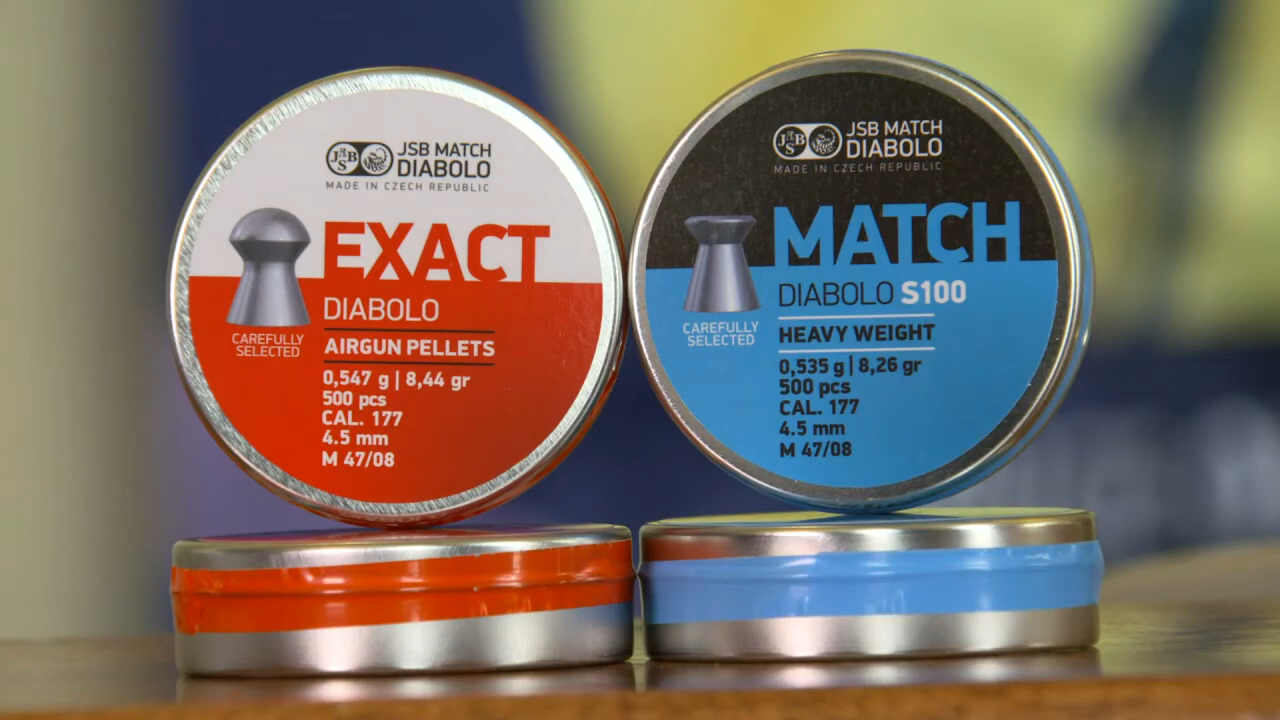 JSB
JSB MATCH
DIABOLO
MADE IN CZECH REPUBLIC
EXACT
DIABOLO
AIRGUN PELLETS
CAREFULLY
SELECTED
0,547 g | 8,44 gr
500 pcs
CAL. 177
4.5 mm
M 47/08
JSB
JSB MATCH
DIABOLO
MADE IN CZECH REPUBLIC
MATCH
DIABOLO S100
HEAVY WEIGHT
CAREFULLY
SELECTED
0,535 g | 8,26 gr
500 pcs
CAL. 177
4.5 mm
M 47/08